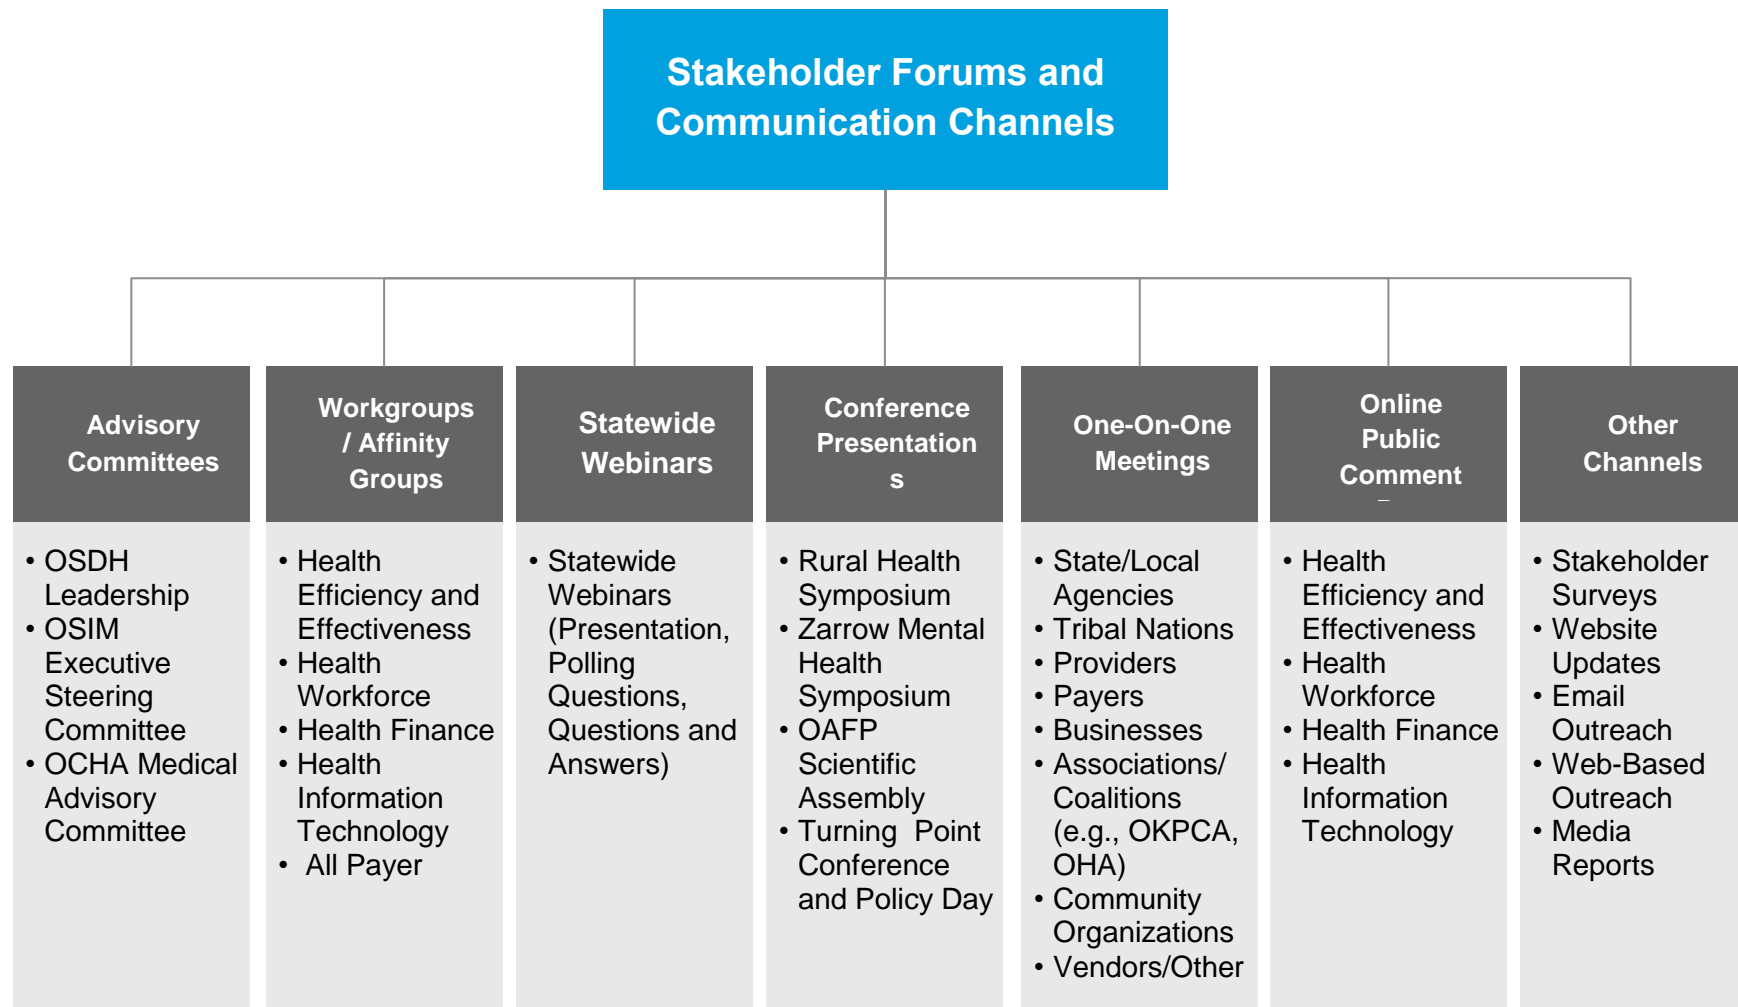 Stakeholder Forums and
Communication Channels
Advisory
Committees
• OSDH
Leadership
• OSIM
Executive
Steering
Committee
• OCHA Medical
Advisory
Committee
Workgroups
/ Affinity
Groups
• Health
Efficiency and
Effectiveness
• Health
Workforce
• Health Finance
• Health
Information
Technology
• All Payer
Statewide
Webinars
• Statewide
Webinars
(Presentation,
Polling
Questions,
Questions and
Answers)
Conference
Presentation
s
• Rural Health
Symposium
• Zarrow Mental
Health
Symposium
• OAFP
Scientific
Assembly
• Turning Point
Conference
and Policy Day
One-On-One
Meetings
• State/Local
Agencies
• Tribal Nations
• Providers
• Payers
• Businesses
• Associations/
Coalitions
(e.g., OKPCA,
OHA)
• Community
Organizations
• Vendors/Other
Online
Public
Comment
• Health
Efficiency and
Effectiveness
• Health
Workforce
• Health Finance
• Health
Information
Technology
Other
Channels
• Stakeholder
Surveys
• Website
Updates
• Email
Outreach
• Web-Based
Outreach
• Media
Reports